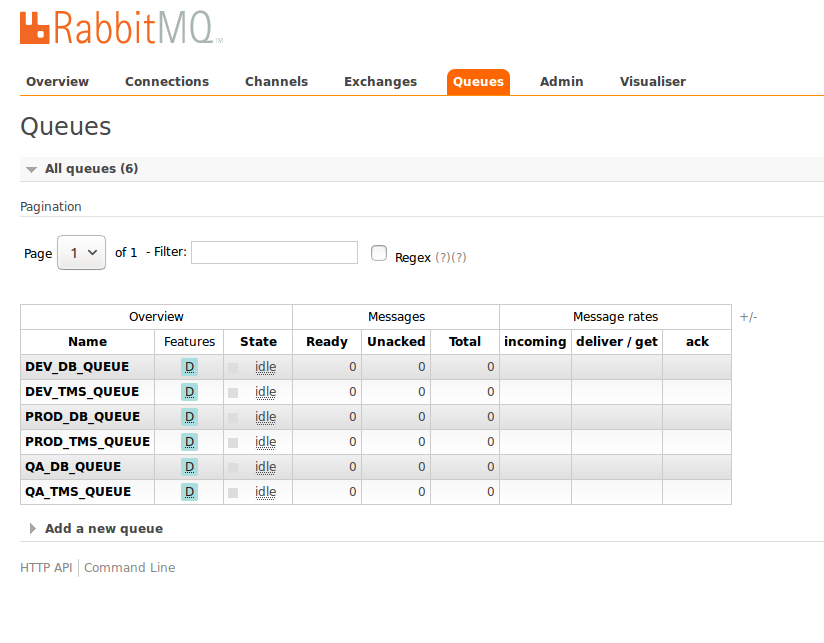 RabbitMQ™
Overview Connections Channels Exchanges Queues Admin Visualiser
Queues
All queues (6)
Pagination
Page 1 of 1 - Filter: Regex (?)(?)
Overview Messages Message rates +/-
Name Features State Ready Unacked Total incoming deliver / get ack
DEV_DB_QUEUE D idle 0 0 0
DEV_TMS_QUEUE D idle 0 0 0
PROD_DB_QUEUE D idle 0 0 0
PROD_TMS_QUEUE D idle 0 0 0
QA_DB_QUEUE D idle 0 0 0
QA_TMS_QUEUE D idle 0 0 0
Add a new queue
HTTP API Command Line